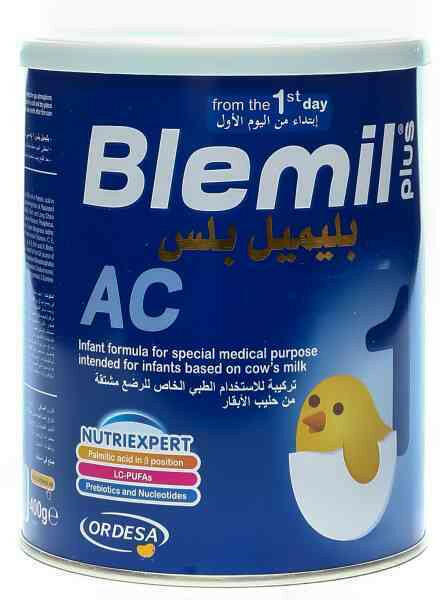 from the 1st day
إبتداء من اليوم الأول
Blemil® plus
بليميل بلس
AC
1
Infant formula for special medical purpose
intended for infants based on cow's milk
تركيبة للاستخدام الطبي الخاص للرضع مشتقة
من حليب الأبقار
NUTRIEXPERT
Palmitic acid in β position
LC-PUFAs
Prebiotics and Nucleotides
400g℮
ORDESA